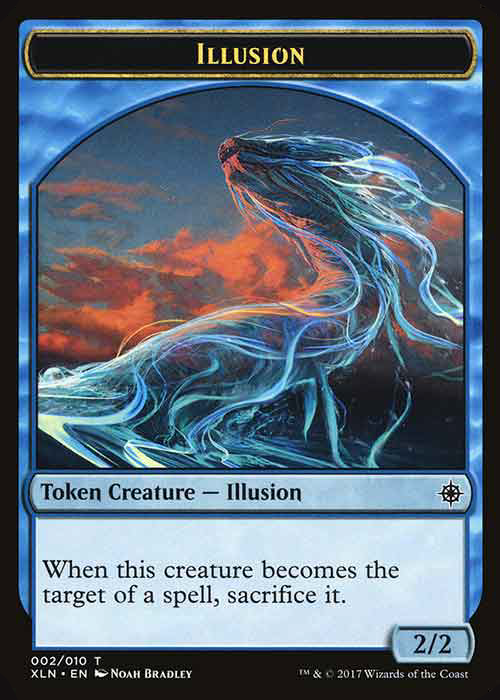 ILLUSION
Token Creature — Illusion
When this creature becomes the
target of a spell, sacrifice it.
2/2
002/010 T
XLN • EN NOAH BRADLEY
™ & © 2017 Wizards of the Coast